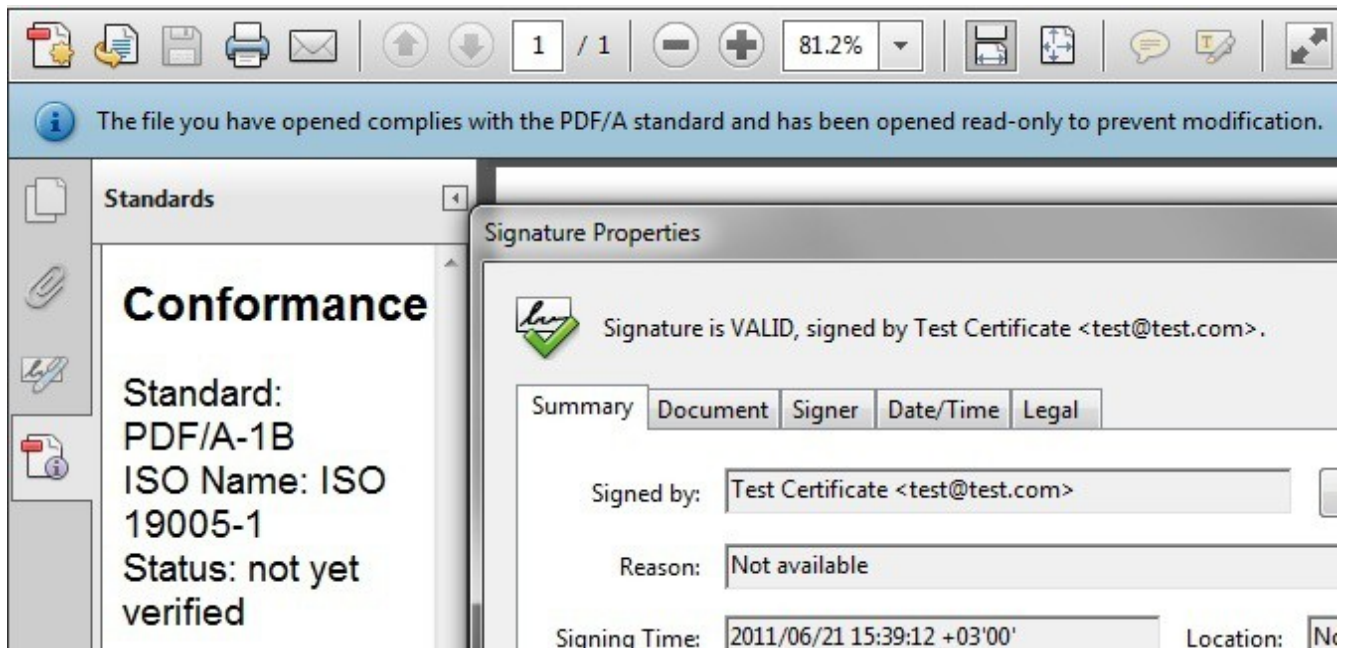 1 / 1 81.2%
The file you have opened complies with the PDF/A standard and has been opened read-only to prevent modification.
Standards
Conformance
Standard:
PDF/A-1B
ISO Name: ISO
19005-1
Status: not yet
verified
Signature Properties
Signature is VALID, signed by Test Certificate <test@test.com>.
Summary Document Signer Date/Time Legal
Signed by: Test Certificate <test@test.com>
Reason: Not available
Signing Time: 2011/06/21 15:39:12 +03'00' Location: